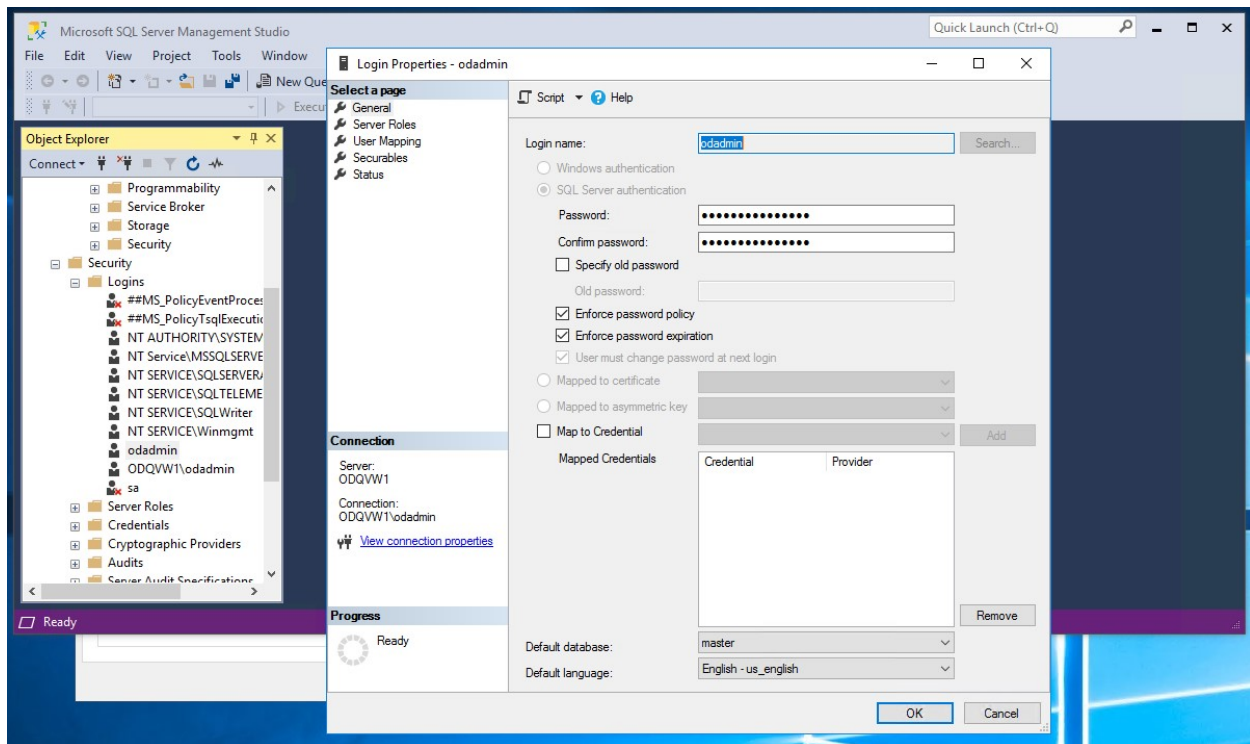 Microsoft SQL Server Management Studio
Quick Launch (Ctrl+Q)
File Edit View Project Tools Window
New Que
Execu
Object Explorer
Connect
Programmability
Service Broker
Storage
Security
Security
Logins
##MS_PolicyEventProces
##MS_PolicyTsqlExecutio
NT AUTHORITY\SYSTEM
NT Service\MSSQLSERVE
NT SERVICE\SQLSERVERA
NT SERVICE\SQLTELEME
NT SERVICE\SQLWriter
NT SERVICE\Winmgmt
odadmin
ODQVW1\odadmin
sa
Server Roles
Credentials
Cryptographic Providers
Audits
Server Audit Specifications
Ready
Login Properties - odadmin
Select a page
General
Server Roles
User Mapping
Securables
Status
Connection
Server:
ODQVW1
Connection:
ODQVW1\odadmin
View connection properties
Progress
Ready
Script Help
Login name: odadmin Search...
Windows authentication
SQL Server authentication
Password: •••••••••••••••
Confirm password: •••••••••••••••
Specify old password
Old password:
Enforce password policy
Enforce password expiration
User must change password at next login
Mapped to certificate
Mapped to asymmetric key
Map to Credential Add
Mapped Credentials Credential Provider
Remove
Default database: master
Default language: English - us_english
OK Cancel